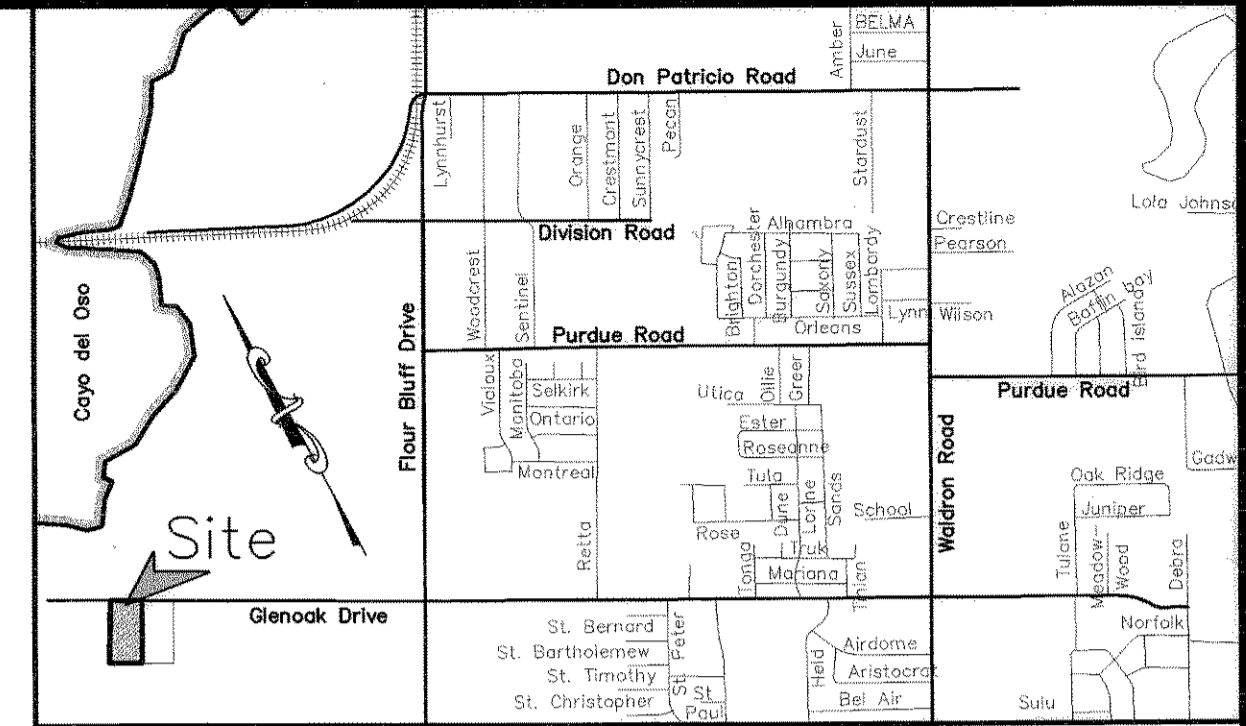 BELMA
Amber
June
Don Patricio Road
Lynnhurst
Orange
Crestmont
Sunnycrest
Pecan
Stardust
Lola Johns
Division Road
Alhambra
Crestline
Pearson
Woodcrest
Sentinel
Brighton
Dorchester
Burgundy
Saxony
Sussex
Lombardy
Alazan
Baffin bay
Bird island
Cayo del Oso
Flour Bluff Drive
Orleans
Lynn
Wilson
Purdue Road
Purdue Road
Vialoux
Manitoba
Selkirk
Ontario
Montreal
Utica
Ollie
Greer
Ester
Roseanne
Tula
Dune
Lorine
Sands
School
Rose
Waldron Road
Gadw
Oak Ridge
Juniper
Site
Retta
Truk
Tonga
Mariana
Tinian
Tulane
Meadow-
Wood
Debra
Glenoak Drive
Norfolk
St. Bernard
St. Bartholemew
St. Timothy
St. Christopher
St. Peter
St
Paul
Heid
Airdome
Aristocrat
Bel Air
Sulu